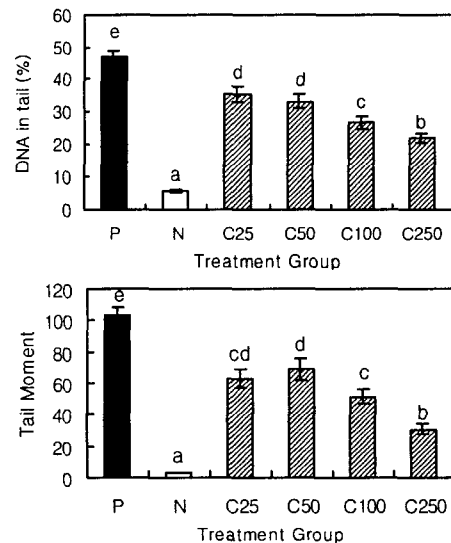 60
50
40
30
20
10
0
DNA in tail (%)
e
a
d
d
c
b
P N C25 C50 C100 C250
Treatment Group
120
100
80
60
40
20
0
Tail Moment
e
a
cd
d
c
b
P N C25 C50 C100 C250
Treatment Group